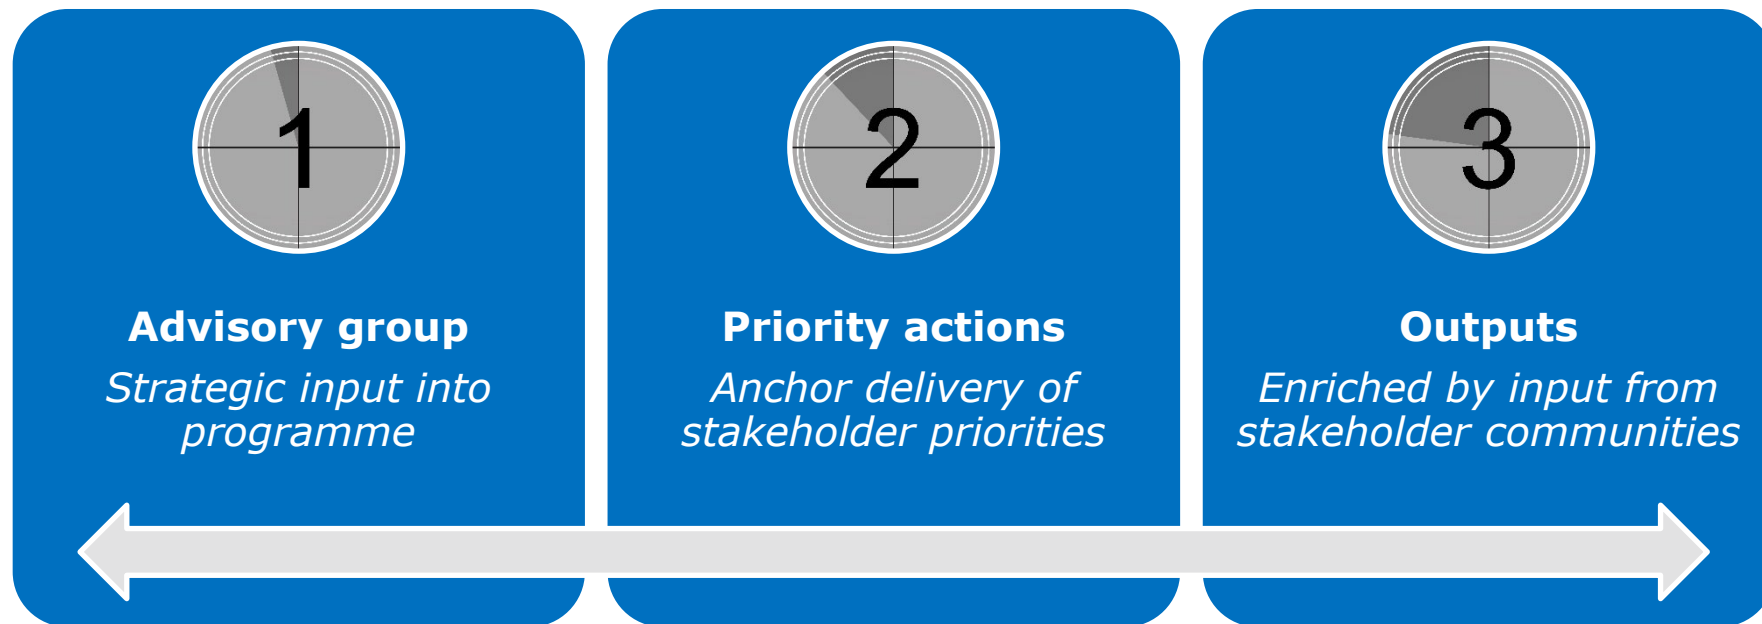 1
Advisory group
Strategic input into
programme
2
Priority actions
Anchor delivery of
stakeholder priorities
3
Outputs
Enriched by input from
stakeholder communities